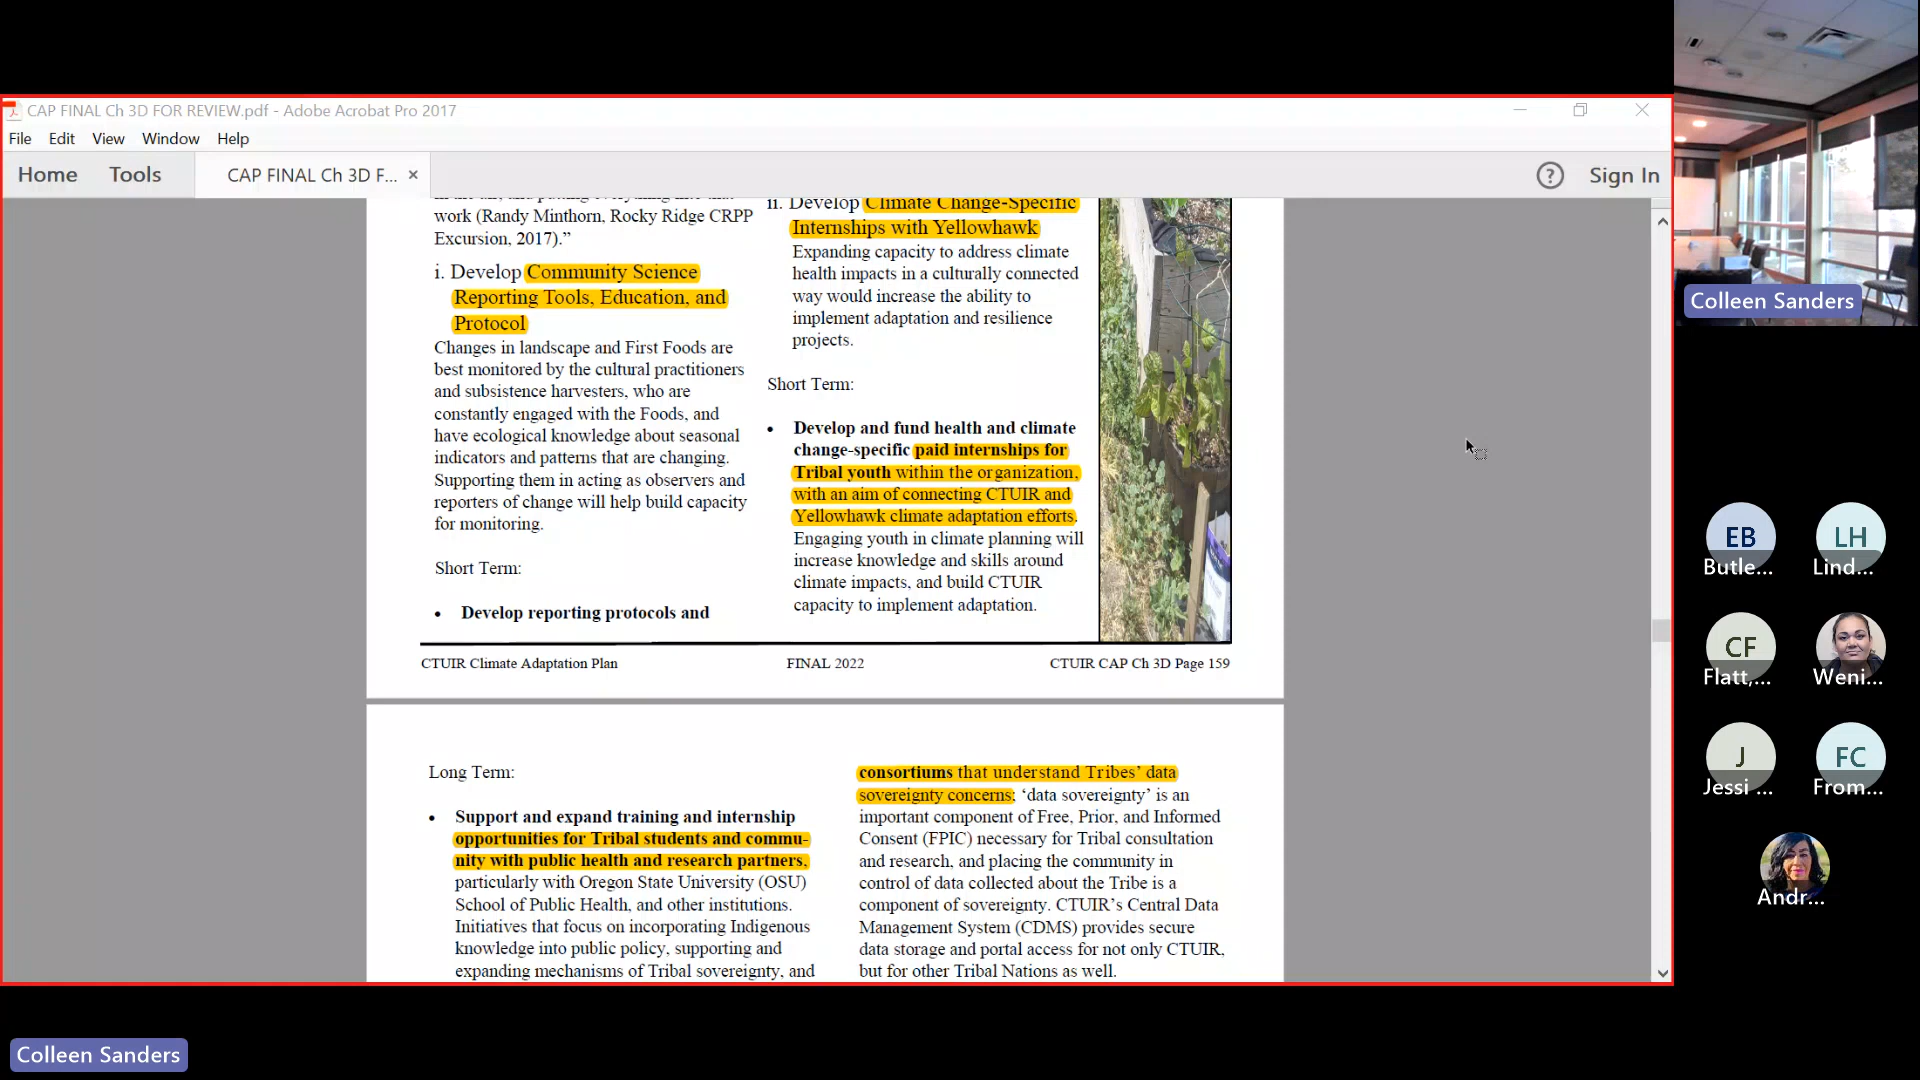 CAP FINAL Ch 3D FOR REVIEW.pdf - Adobe Acrobat Pro 2017
File Edit View Window Help
Home Tools CAP FINAL Ch 3D F... × ? Sign In
work (Randy Minthorn, Rocky Ridge CRPP
Excursion, 2017).”
i. Develop Community Science
Reporting Tools, Education, and
Protocol
Changes in landscape and First Foods are
best monitored by the cultural practitioners
and subsistence harvesters, who are
constantly engaged with the Foods, and
have ecological knowledge about seasonal
indicators and patterns that are changing.
Supporting them in acting as observers and
reporters of change will help build capacity
for monitoring.
Short Term:
• Develop reporting protocols and
ii. Develop Climate Change-Specific
Internships with Yellowhawk
Expanding capacity to address climate
health impacts in a culturally connected
way would increase the ability to
implement adaptation and resilience
projects.
Short Term:
• Develop and fund health and climate
change-specific paid internships for
Tribal youth within the organization,
with an aim of connecting CTUIR and
Yellowhawk climate adaptation efforts.
Engaging youth in climate planning will
increase knowledge and skills around
climate impacts, and build CTUIR
capacity to implement adaptation.
CTUIR Climate Adaptation Plan FINAL 2022 CTUIR CAP Ch 3D Page 159
Long Term:
• Support and expand training and internship
opportunities for Tribal students and commu-
nity with public health and research partners,
particularly with Oregon State University (OSU)
School of Public Health, and other institutions.
Initiatives that focus on incorporating Indigenous
knowledge into public policy, supporting and
expanding mechanisms of Tribal sovereignty, and
consortiums that understand Tribes’ data
sovereignty concerns; ‘data sovereignty’ is an
important component of Free, Prior, and Informed
Consent (FPIC) necessary for Tribal consultation
and research, and placing the community in
control of data collected about the Tribe is a
component of sovereignty. CTUIR’s Central Data
Management System (CDMS) provides secure
data storage and portal access for not only CTUIR,
but for other Tribal Nations as well.
Colleen Sanders
EB LH
Butle... Lind...
CF
Flatt,... Weni...
J FC
Jessi ... From...
Andr...
Colleen Sanders